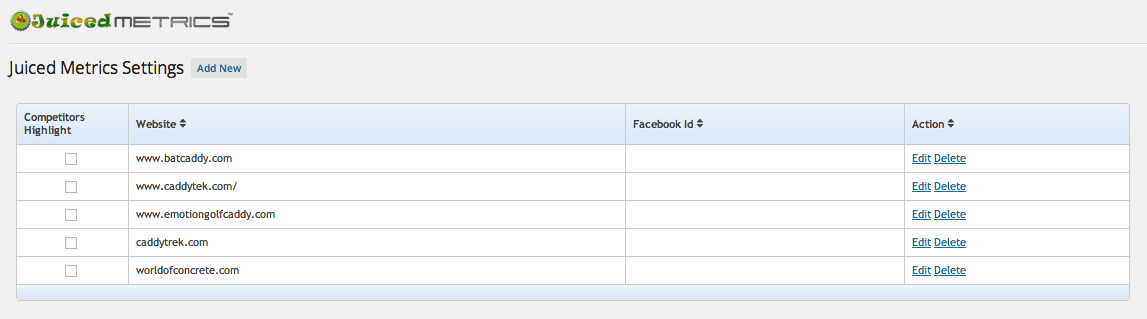 Juiced METRICS™
Juiced Metrics Settings Add New
Competitors Highlight Website Facebook Id Action
www.batcaddy.com Edit Delete
www.caddytek.com/ Edit Delete
www.emotiongolfcaddy.com Edit Delete
caddytrek.com Edit Delete
worldofconcrete.com Edit Delete